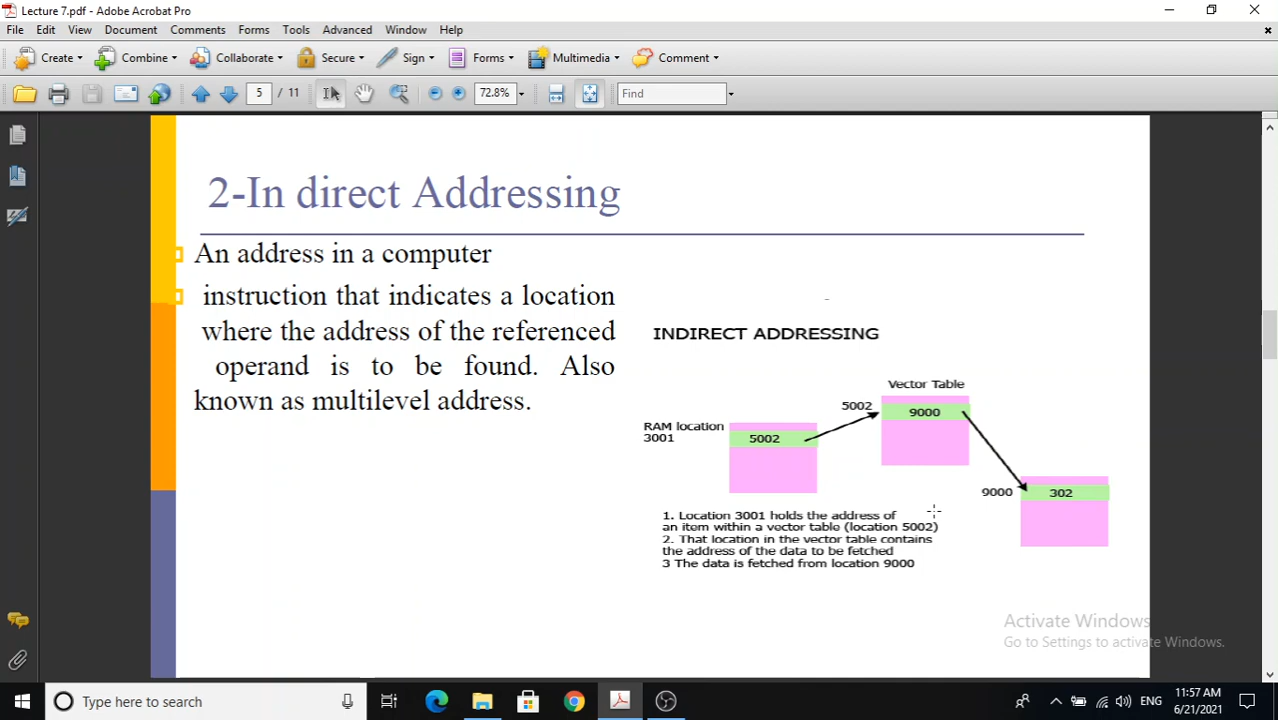 Lecture 7.pdf - Adobe Acrobat Pro
File Edit View Document Comments Forms Tools Advanced Window Help
Create Combine Collaborate Secure Sign Forms Multimedia Comment
5 / 11 72.8% Find
2-In direct Addressing
An address in a computer
instruction that indicates a location
where the address of the referenced
operand is to be found. Also
known as multilevel address.
INDIRECT ADDRESSING
Vector Table
5002 9000
RAM location
3001
5002
9000 302
1. Location 3001 holds the address of
an item within a vector table (location 5002)
2. That location in the vector table contains
the address of the data to be fetched
3 The data is fetched from location 9000
Activate Windows
Go to Settings to activate Windows.
Type here to search
ENG
11:57 AM
6/21/2021